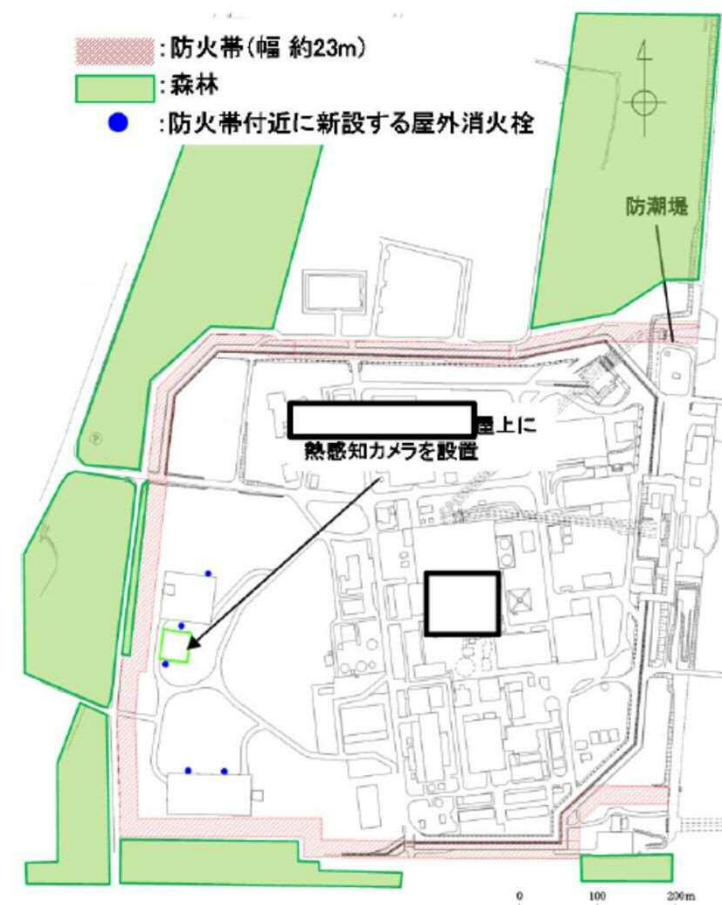 ：防火帯（幅 約23m）
：森林
：防火帯付近に新設する屋外消火栓
防潮堤
屋上に
熱感知カメラを設置
0 100 200m